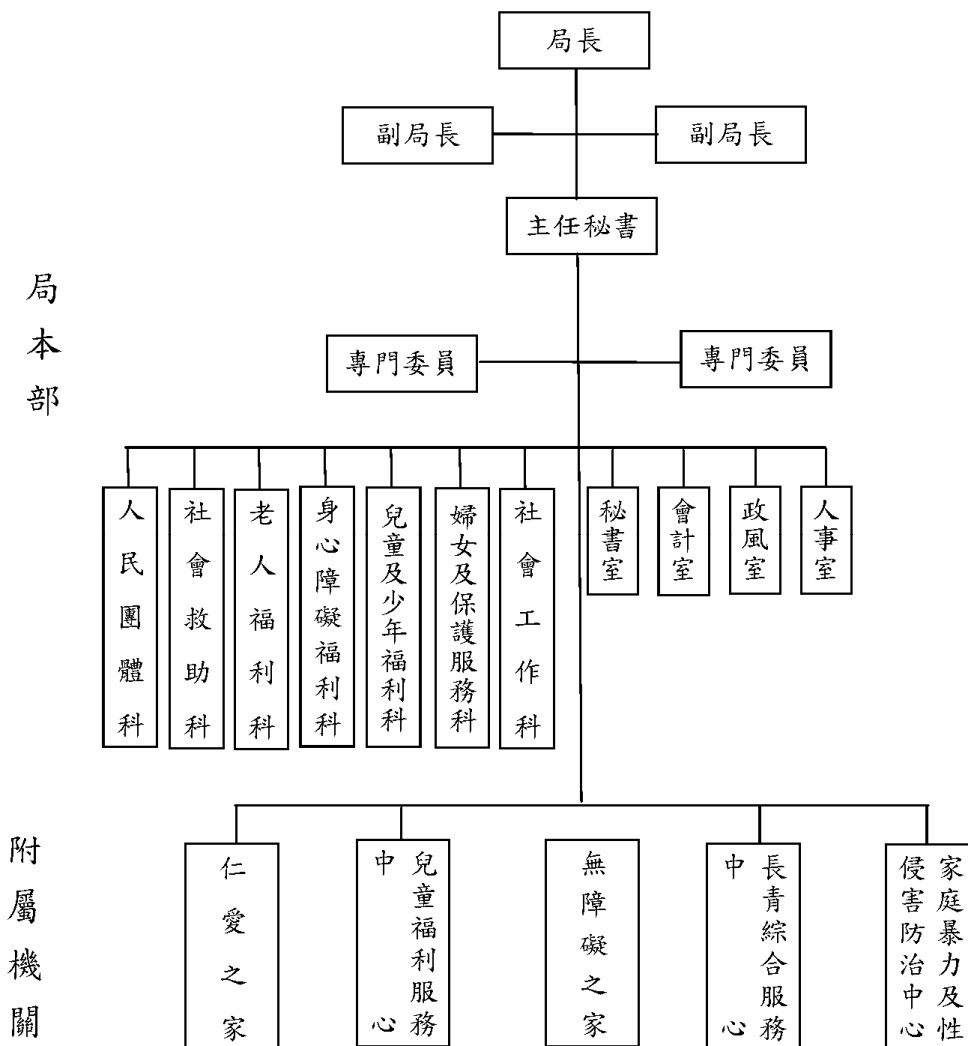 局長
副局長
副局長
主任秘書
局本部
專門委員
專門委員
人民團體科
社會救助科
老人福利科
身心障礙福利科
兒童及少年福利科
婦女及保護服務科
社會工作科
秘書室
會計室
政風室
人事室
附屬機關
仁愛之家
兒童福利服務
中心
無障礙之家
長青綜合服務
中心
家庭暴力及性
侵害防治中心